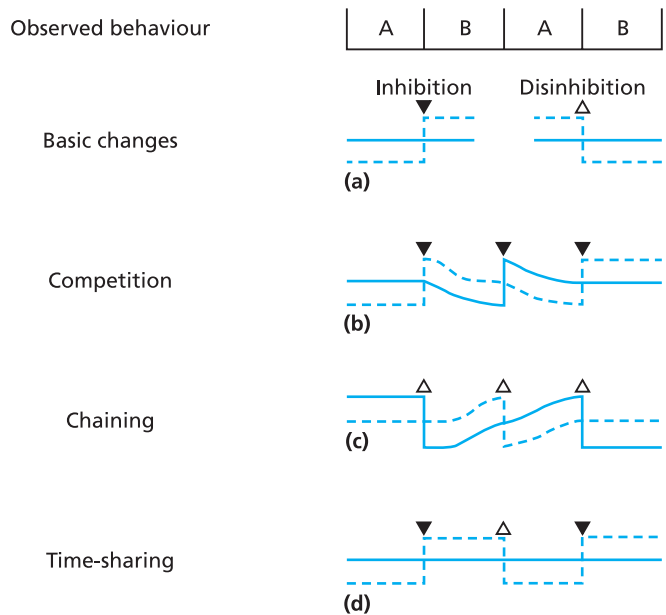 Observed behaviour
A B A B
Inhibition Disinhibition
Basic changes
(a)
Competition
(b)
Chaining
(c)
Time-sharing
(d)